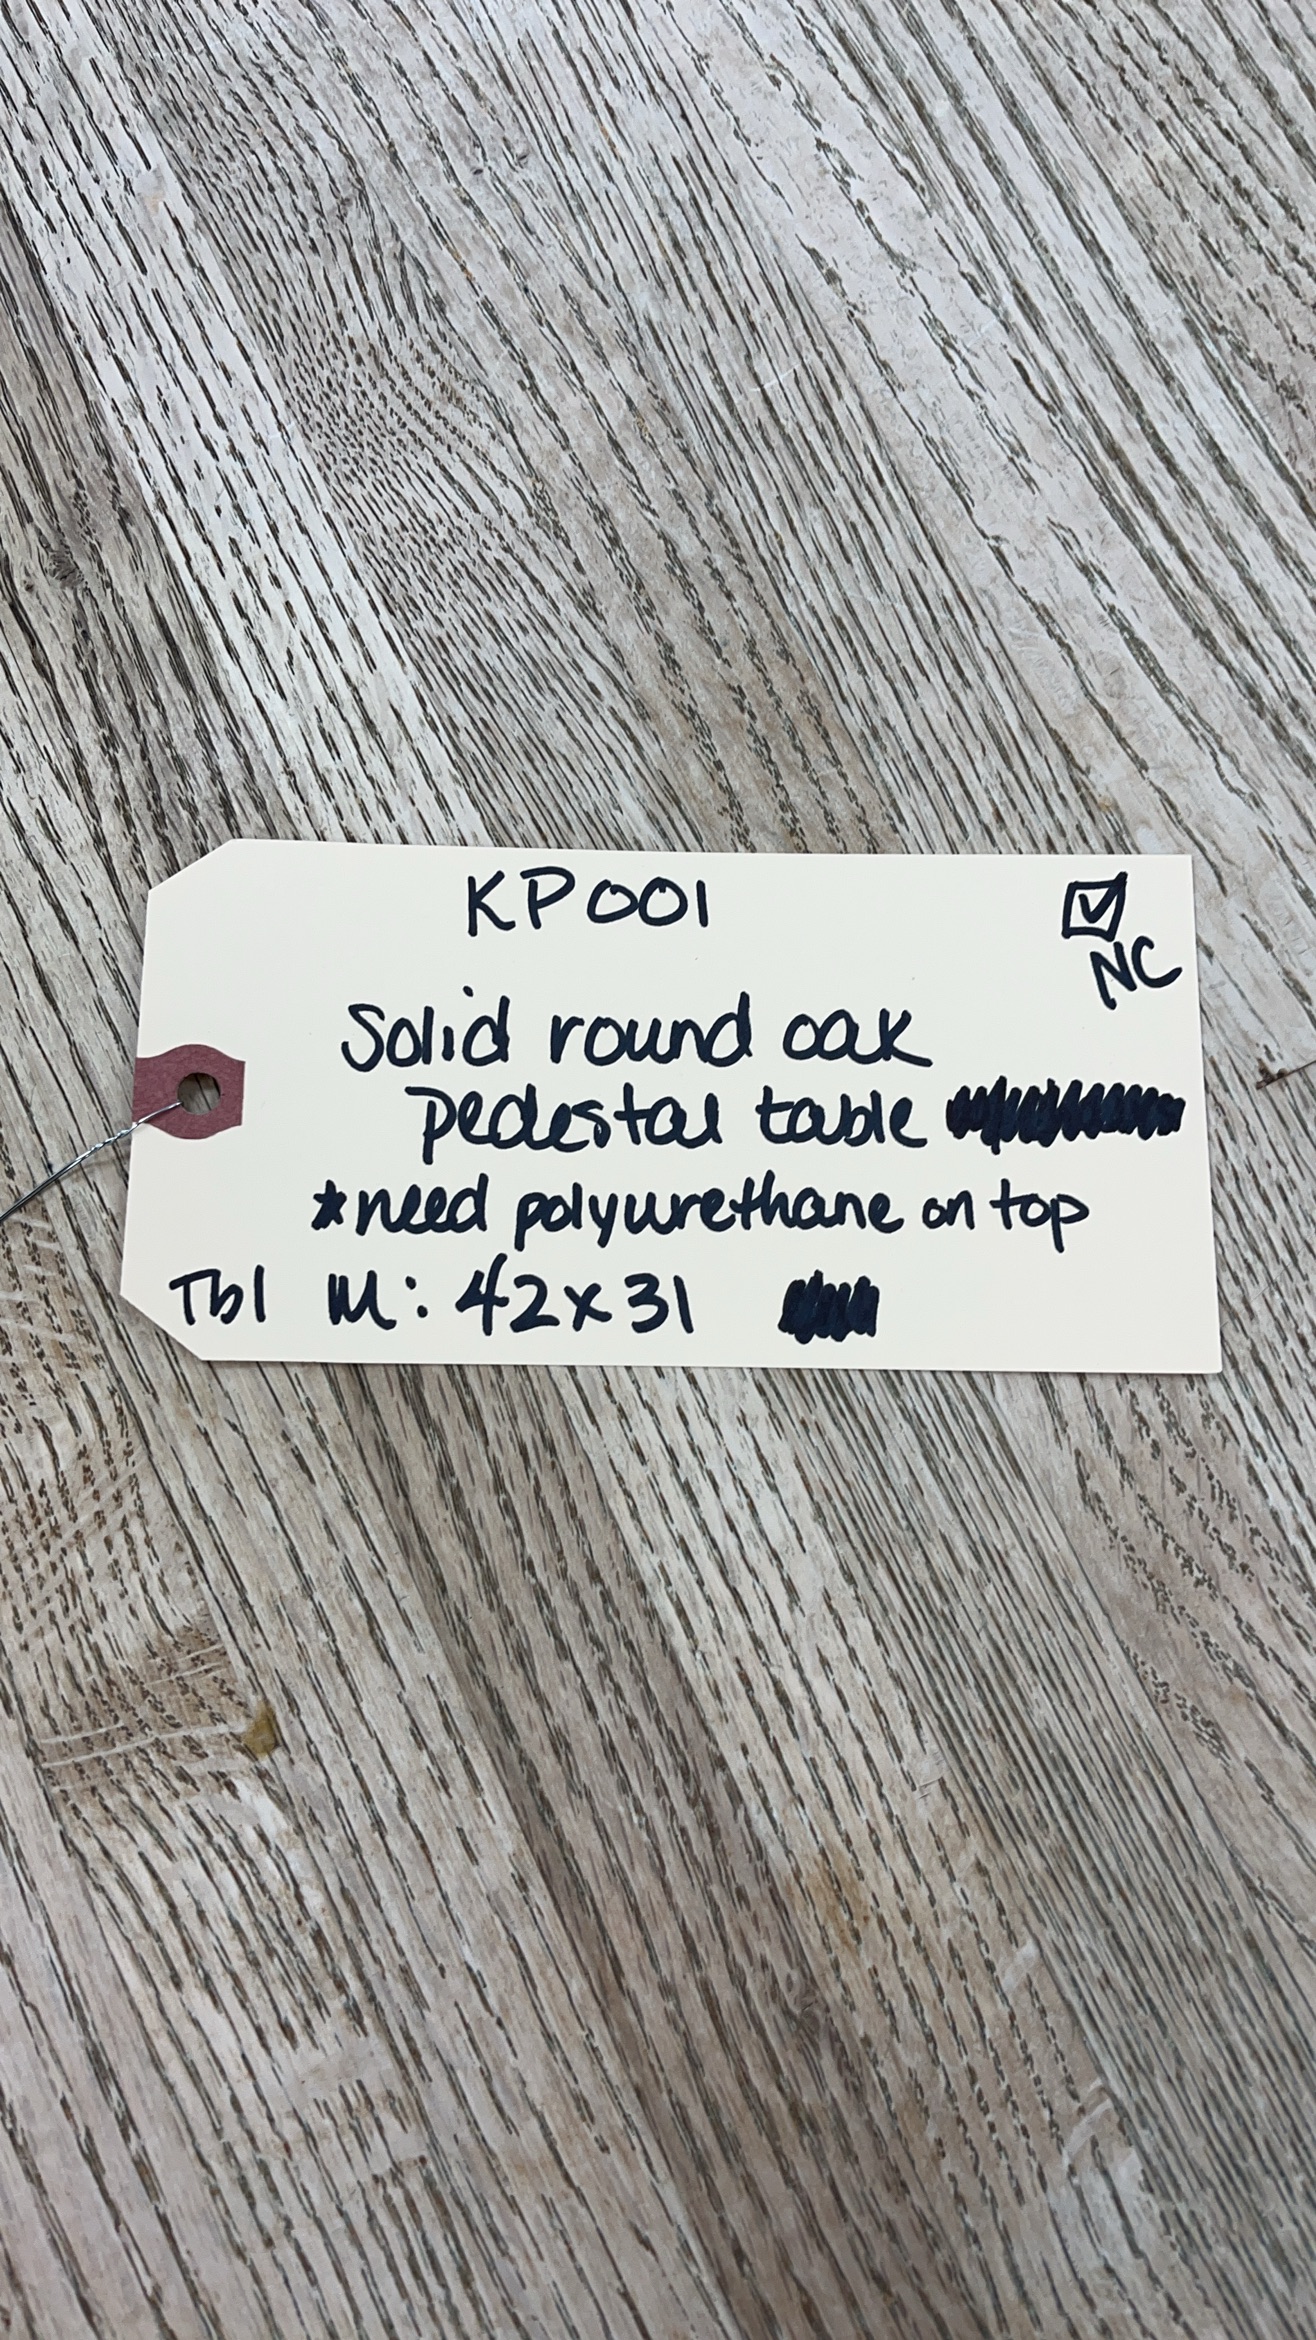 KP001
☑
NC
Solid round oak
pedestal table
*need polyurethane on top
Tbl M: 42x31